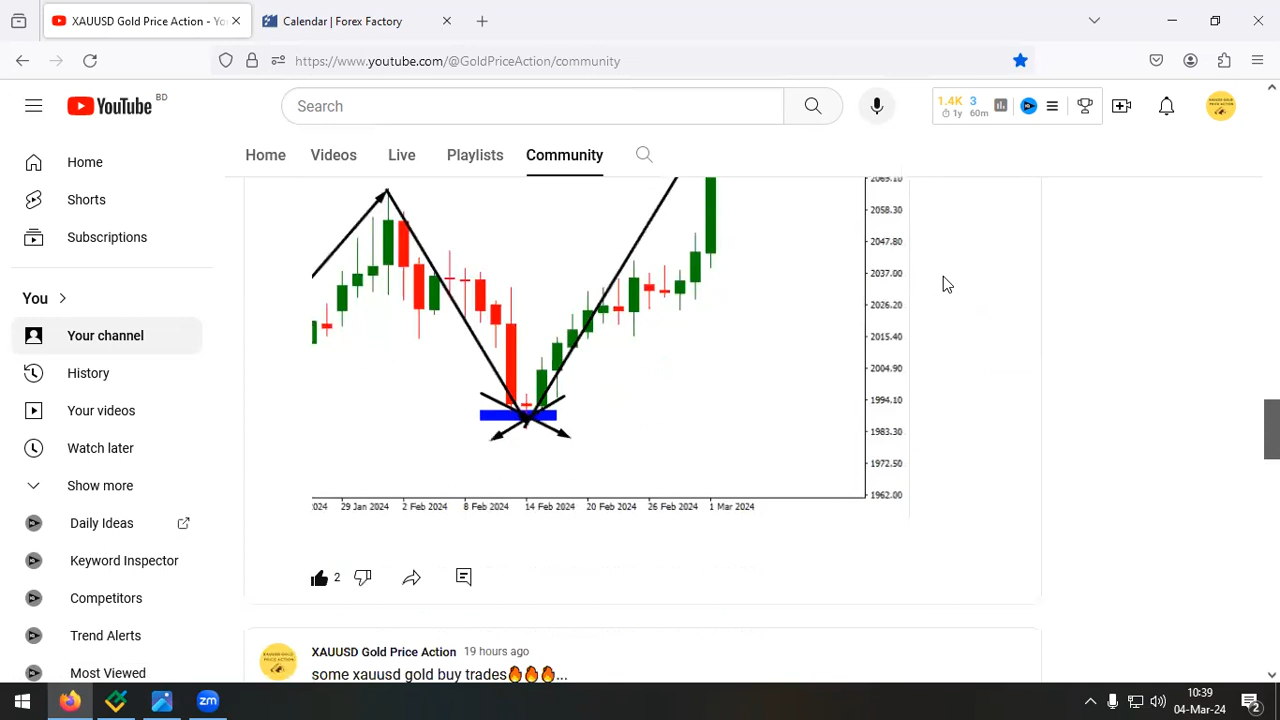 XAUUSD Gold Price Action - Yo
Calendar | Forex Factory
https://www.youtube.com/@GoldPriceAction/community
YouTube BD
Search
1.4K 3
1y 60m
Home Videos Live Playlists Community
Home
Shorts
Subscriptions
You
Your channel
History
Your videos
Watch later
Show more
Daily Ideas
Keyword Inspector
Competitors
Trend Alerts
Most Viewed
2069.10
2058.30
2047.80
2037.00
2026.20
2015.40
2004.90
1994.10
1983.30
1972.50
1962.00
2024 29 Jan 2024 2 Feb 2024 8 Feb 2024 14 Feb 2024 20 Feb 2024 26 Feb 2024 1 Mar 2024
2
XAUUSD Gold Price Action 19 hours ago
some xauusd gold buy trades🔥🔥🔥...
zm
10:39
04-Mar-24
2